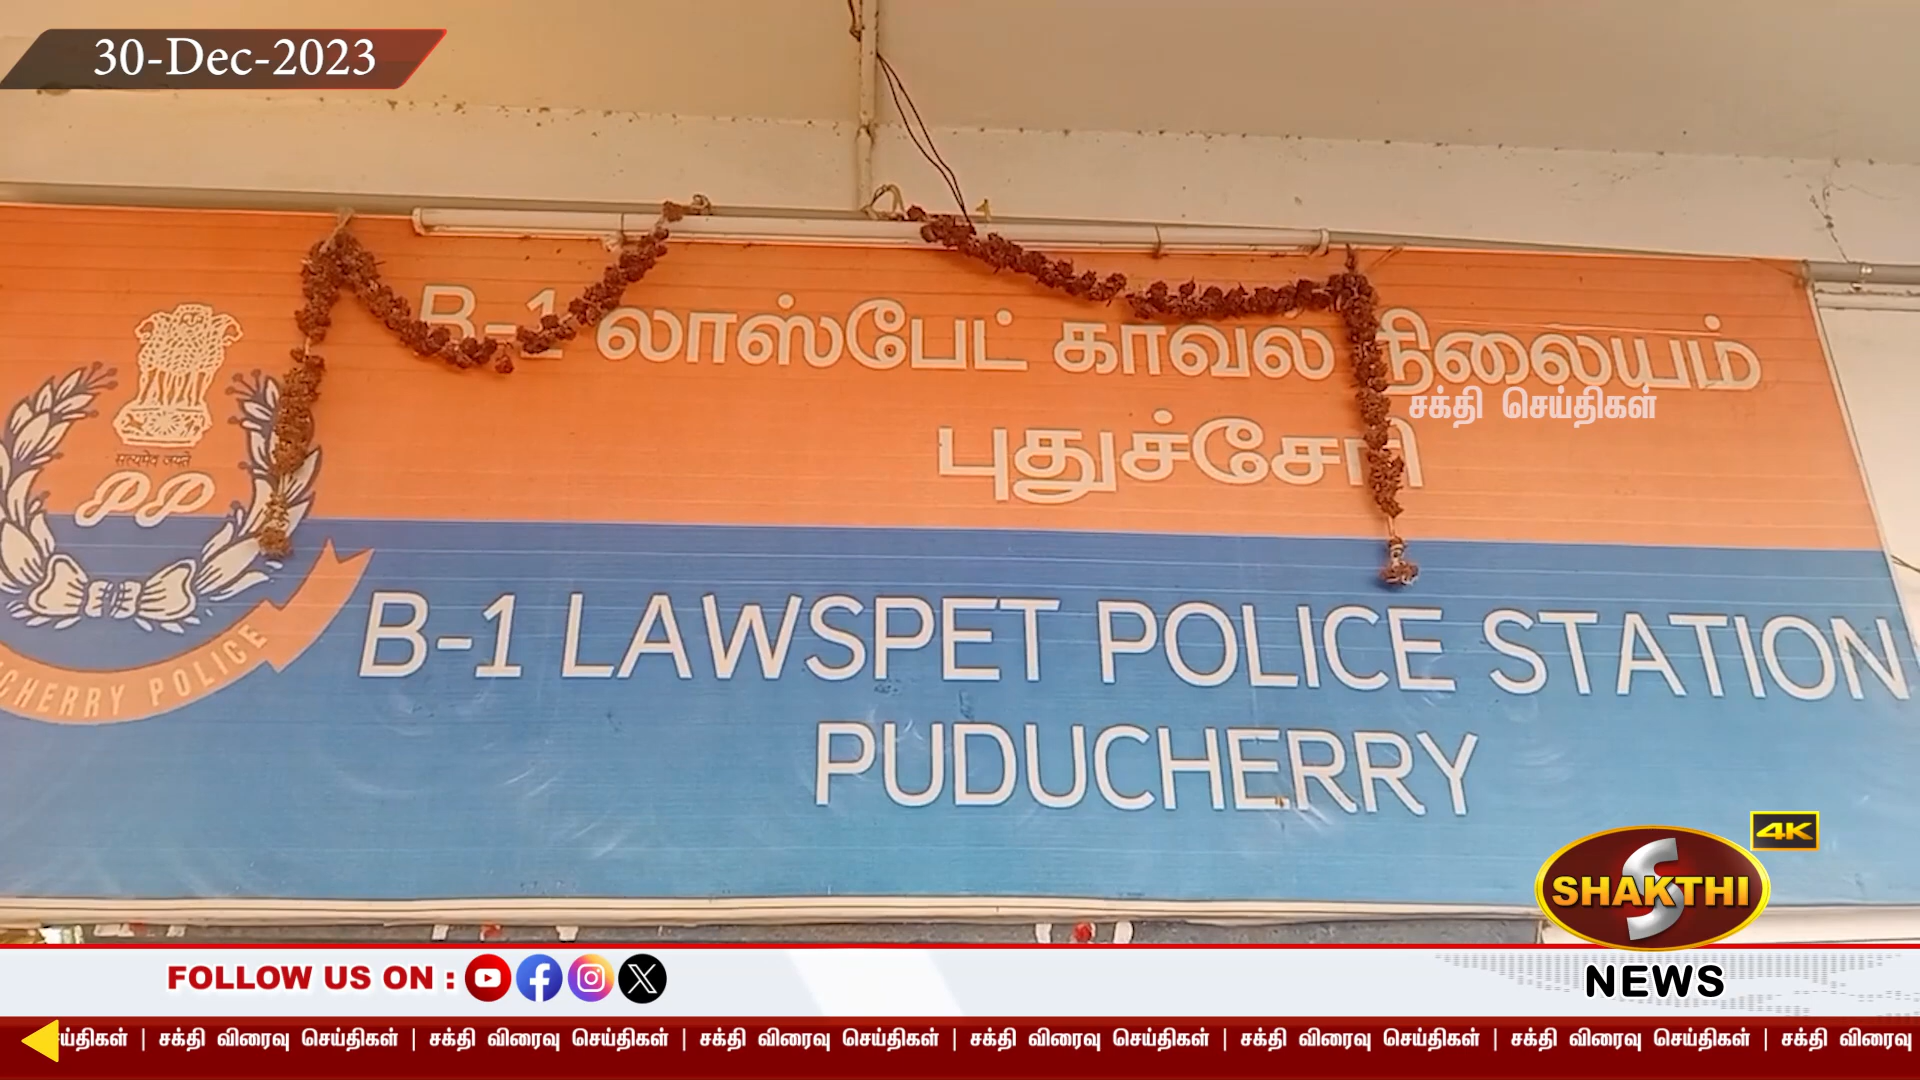 30-Dec-2023
B-1 லாஸ்பேட் காவல் நிலையம்
சக்தி செய்திகள்
புதுச்சேரி
सत्यमेव जयते
PP
CHERRY POLICE
B-1 LAWSPET POLICE STATION
PUDUCHERRY
4K
SHAKTHI
NEWS
FOLLOW US ON :
ய்திகள் | சக்தி விரைவு செய்திகள் | சக்தி விரைவு செய்திகள் | சக்தி விரைவு செய்திகள் | சக்தி விரைவு செய்திகள் | சக்தி விரைவு செய்திகள் | சக்தி விரைவு செய்திகள் | சக்தி விரைவு